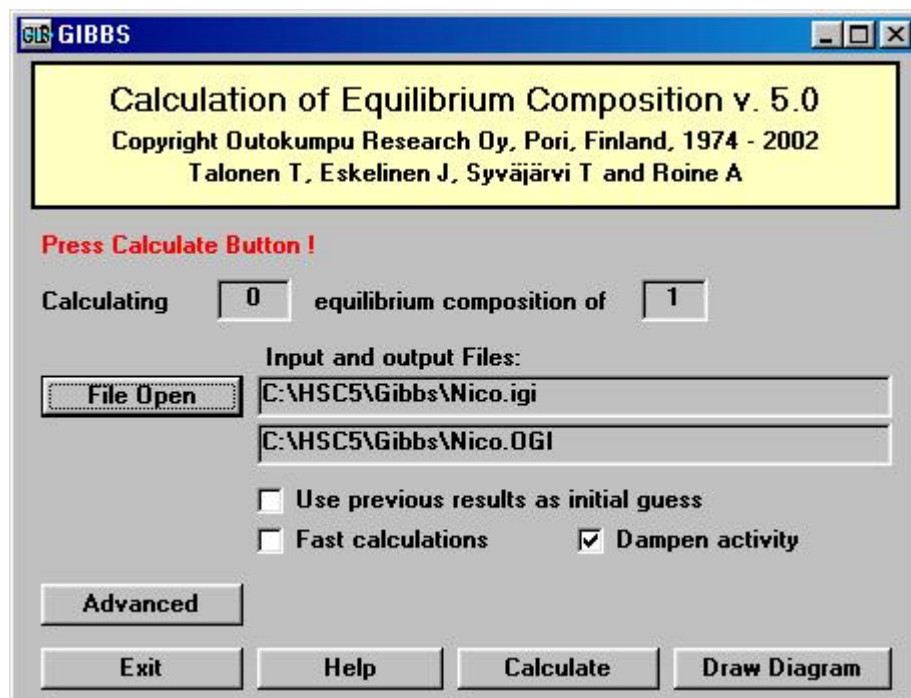 GIBBS
Calculation of Equilibrium Composition v. 5.0
Copyright Outokumpu Research Oy, Pori, Finland, 1974 - 2002
Talonen T, Eskelinen J, Syväjärvi T and Roine A
Press Calculate Button !
Calculating 0 equilibrium composition of 1
Input and output Files:
File Open C:\HSC5\Gibbs\Nico.igi
C:\HSC5\Gibbs\Nico.OGI
Use previous results as initial guess
Fast calculations Dampen activity
Advanced
Exit Help Calculate Draw Diagram